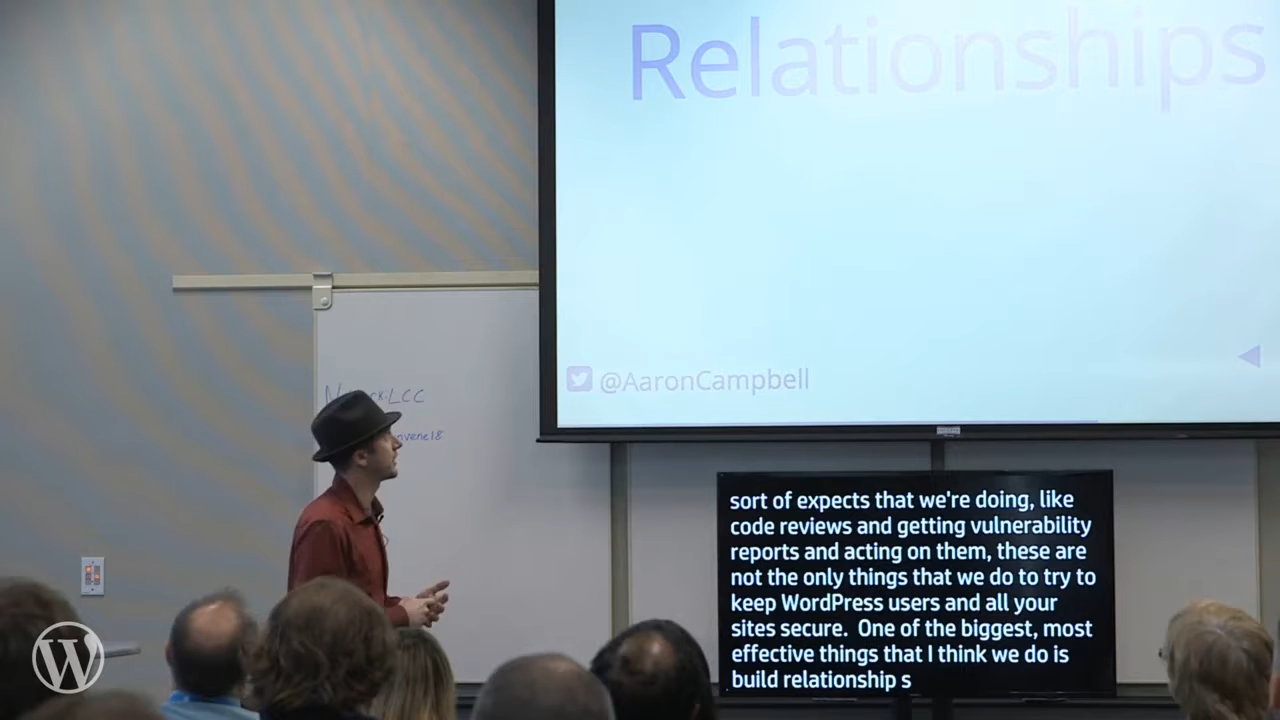 Relationships
@AaronCampbell
LCC
sort of expects that we're doing, like
code reviews and getting vulnerability
reports and acting on them, these are
not the only things that we do to try to
keep WordPress users and all your
sites secure.  One of the biggest, most
effective things that I think we do is
build relationship s